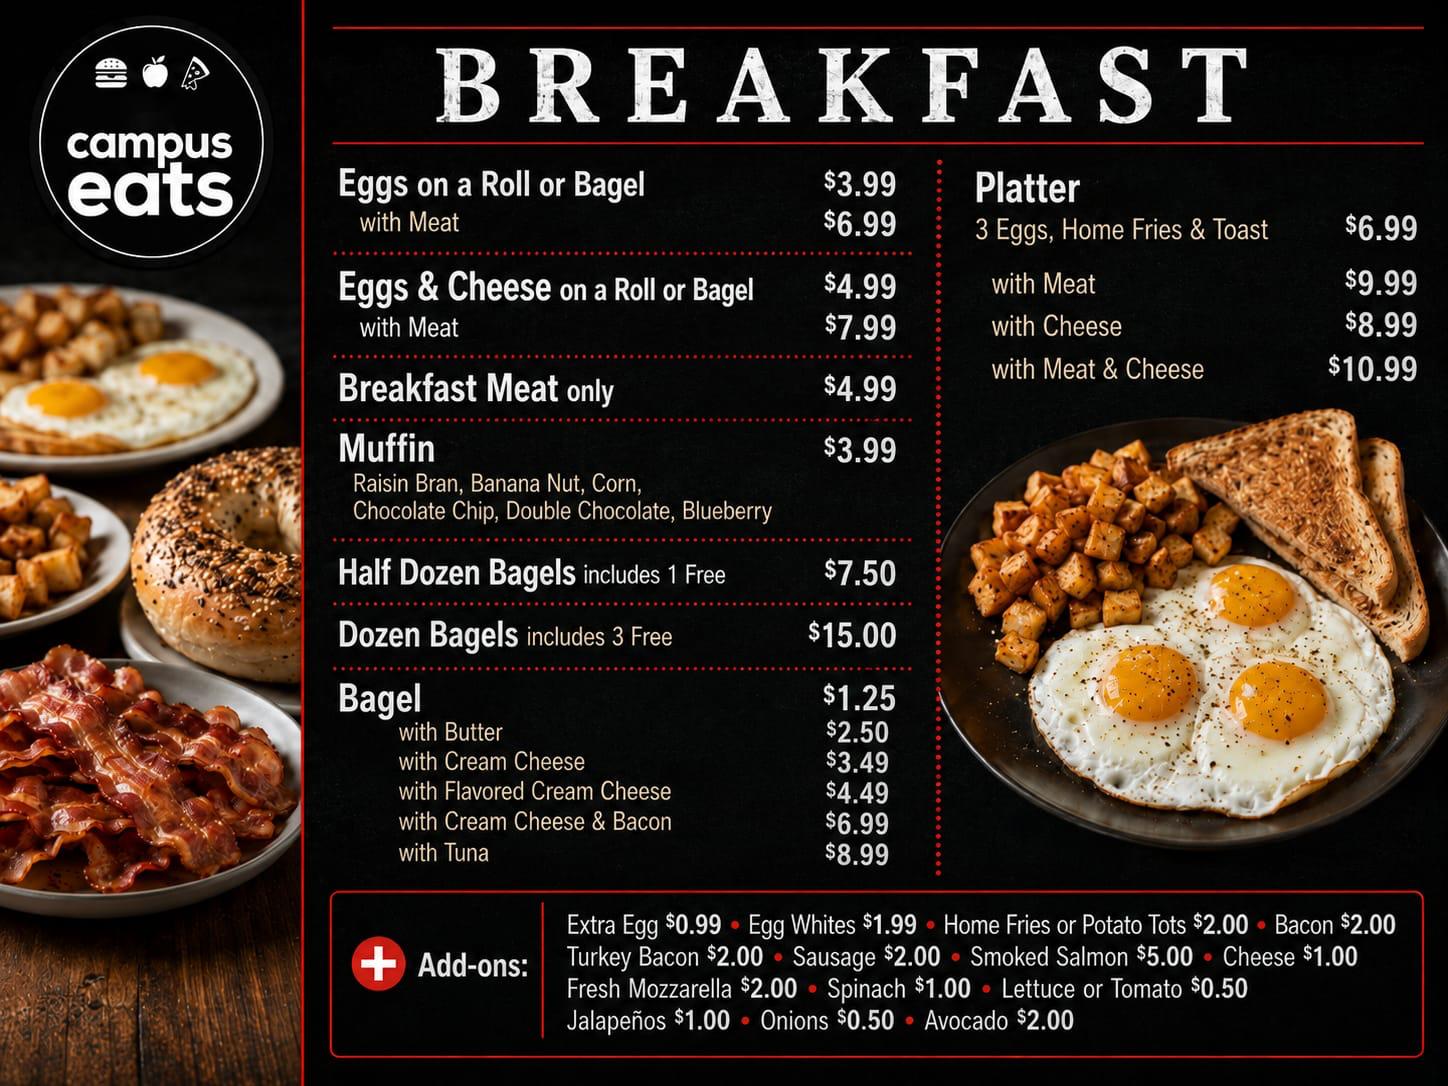 campus
eats
BREAKFAST
Eggs on a Roll or Bagel $3.99
with Meat $6.99
Eggs & Cheese on a Roll or Bagel $4.99
with Meat $7.99
Breakfast Meat only $4.99
Muffin $3.99
Raisin Bran, Banana Nut, Corn,
Chocolate Chip, Double Chocolate, Blueberry
Half Dozen Bagels includes 1 Free $7.50
Dozen Bagels includes 3 Free $15.00
Bagel $1.25
with Butter $2.50
with Cream Cheese $3.49
with Flavored Cream Cheese $4.49
with Cream Cheese & Bacon $6.99
with Tuna $8.99
Platter
3 Eggs, Home Fries & Toast $6.99
with Meat $9.99
with Cheese $8.99
with Meat & Cheese $10.99
Add-ons:
Extra Egg $0.99 • Egg Whites $1.99 • Home Fries or Potato Tots $2.00 • Bacon $2.00
Turkey Bacon $2.00 • Sausage $2.00 • Smoked Salmon $5.00 • Cheese $1.00
Fresh Mozzarella $2.00 • Spinach $1.00 • Lettuce or Tomato $0.50
Jalapeños $1.00 • Onions $0.50 • Avocado $2.00